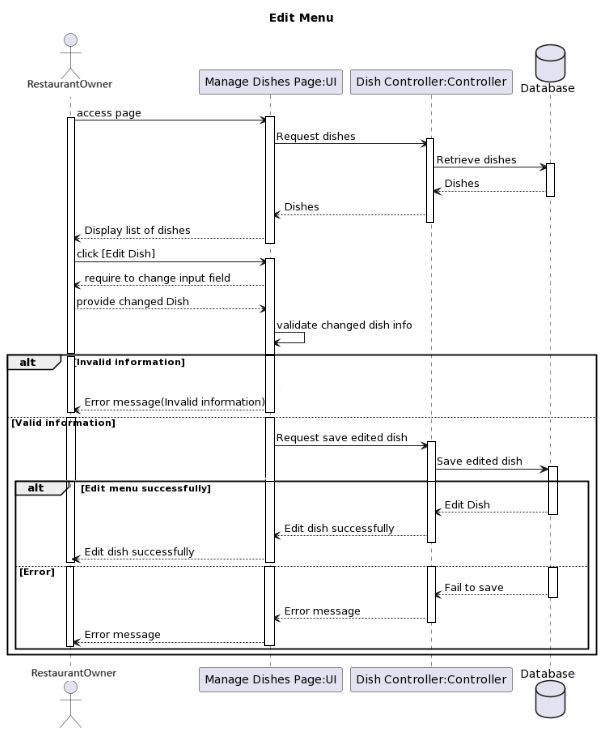 Edit Menu
RestaurantOwner
Manage Dishes Page:UI
Dish Controller:Controller
Database
access page
Request dishes
Retrieve dishes
Dishes
Dishes
Display list of dishes
click [Edit Dish]
require to change input field
provide changed Dish
validate changed dish info
alt [Invalid information]
Error message(Invalid information)
[Valid information]
Request save edited dish
Save edited dish
alt [Edit menu successfully]
Edit Dish
Edit dish successfully
Edit dish successfully
[Error]
Fail to save
Error message
Error message
RestaurantOwner
Manage Dishes Page:UI
Dish Controller:Controller
Database